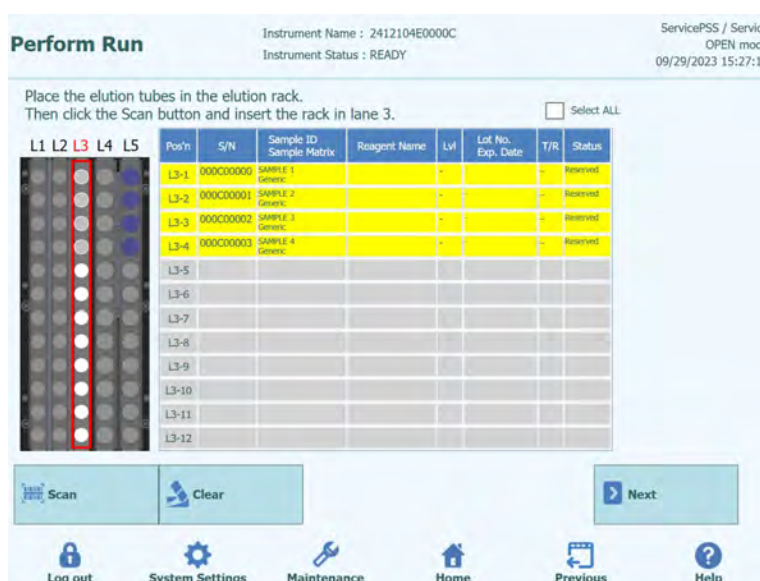 Perform Run
Instrument Name : 2412104E0000C
Instrument Status : READY
ServicePSS / Servic
OPEN mod
09/29/2023 15:27:1
Place the elution tubes in the elution rack.
Then click the Scan button and insert the rack in lane 3.
Select ALL
L1 L2 L3 L4 L5
Pos'n S/N Sample ID Sample Matrix Reagent Name Lvl Lot No. Exp. Date T/R Status
L3-1 000C00000 SAMPLE 1 Generic - - - Reserved
L3-2 000C00001 SAMPLE 2 Generic - - - Reserved
L3-3 000C00002 SAMPLE 3 Generic - - - Reserved
L3-4 000C00003 SAMPLE 4 Generic - - - Reserved
L3-5
L3-6
L3-7
L3-8
L3-9
L3-10
L3-11
L3-12
Scan
Clear
Next
Log out System Settings Maintenance Home Previous Help